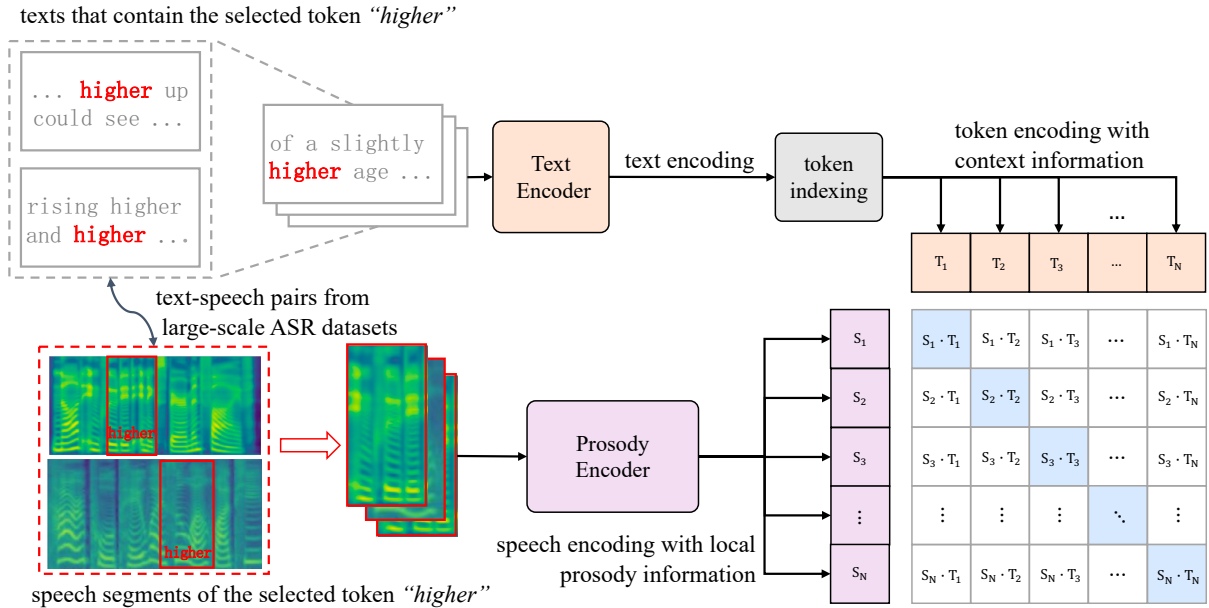 texts that contain the selected token “higher”
... higher up
could see ...
rising higher
and higher ...
of a slightly
higher age ...
Text
Encoder
text encoding
token
indexing
token encoding with
context information
...
T1 T2 T3 ... TN
text-speech pairs from
large-scale ASR datasets
higher
higher
speech segments of the selected token “higher”
Prosody
Encoder
speech encoding with local
prosody information
S1
S2
S3
⋮
SN
S1 · T1 S1 · T2 S1 · T3 ⋯ S1 · TN
S2 · T1 S2 · T2 S2 · T3 ⋯ S2 · TN
S3 · T1 S3 · T2 S3 · T3 ⋯ S3 · TN
⋮ ⋮ ⋮ ⋱ ⋮
SN · T1 SN · T2 SN · T3 ⋯ SN · TN